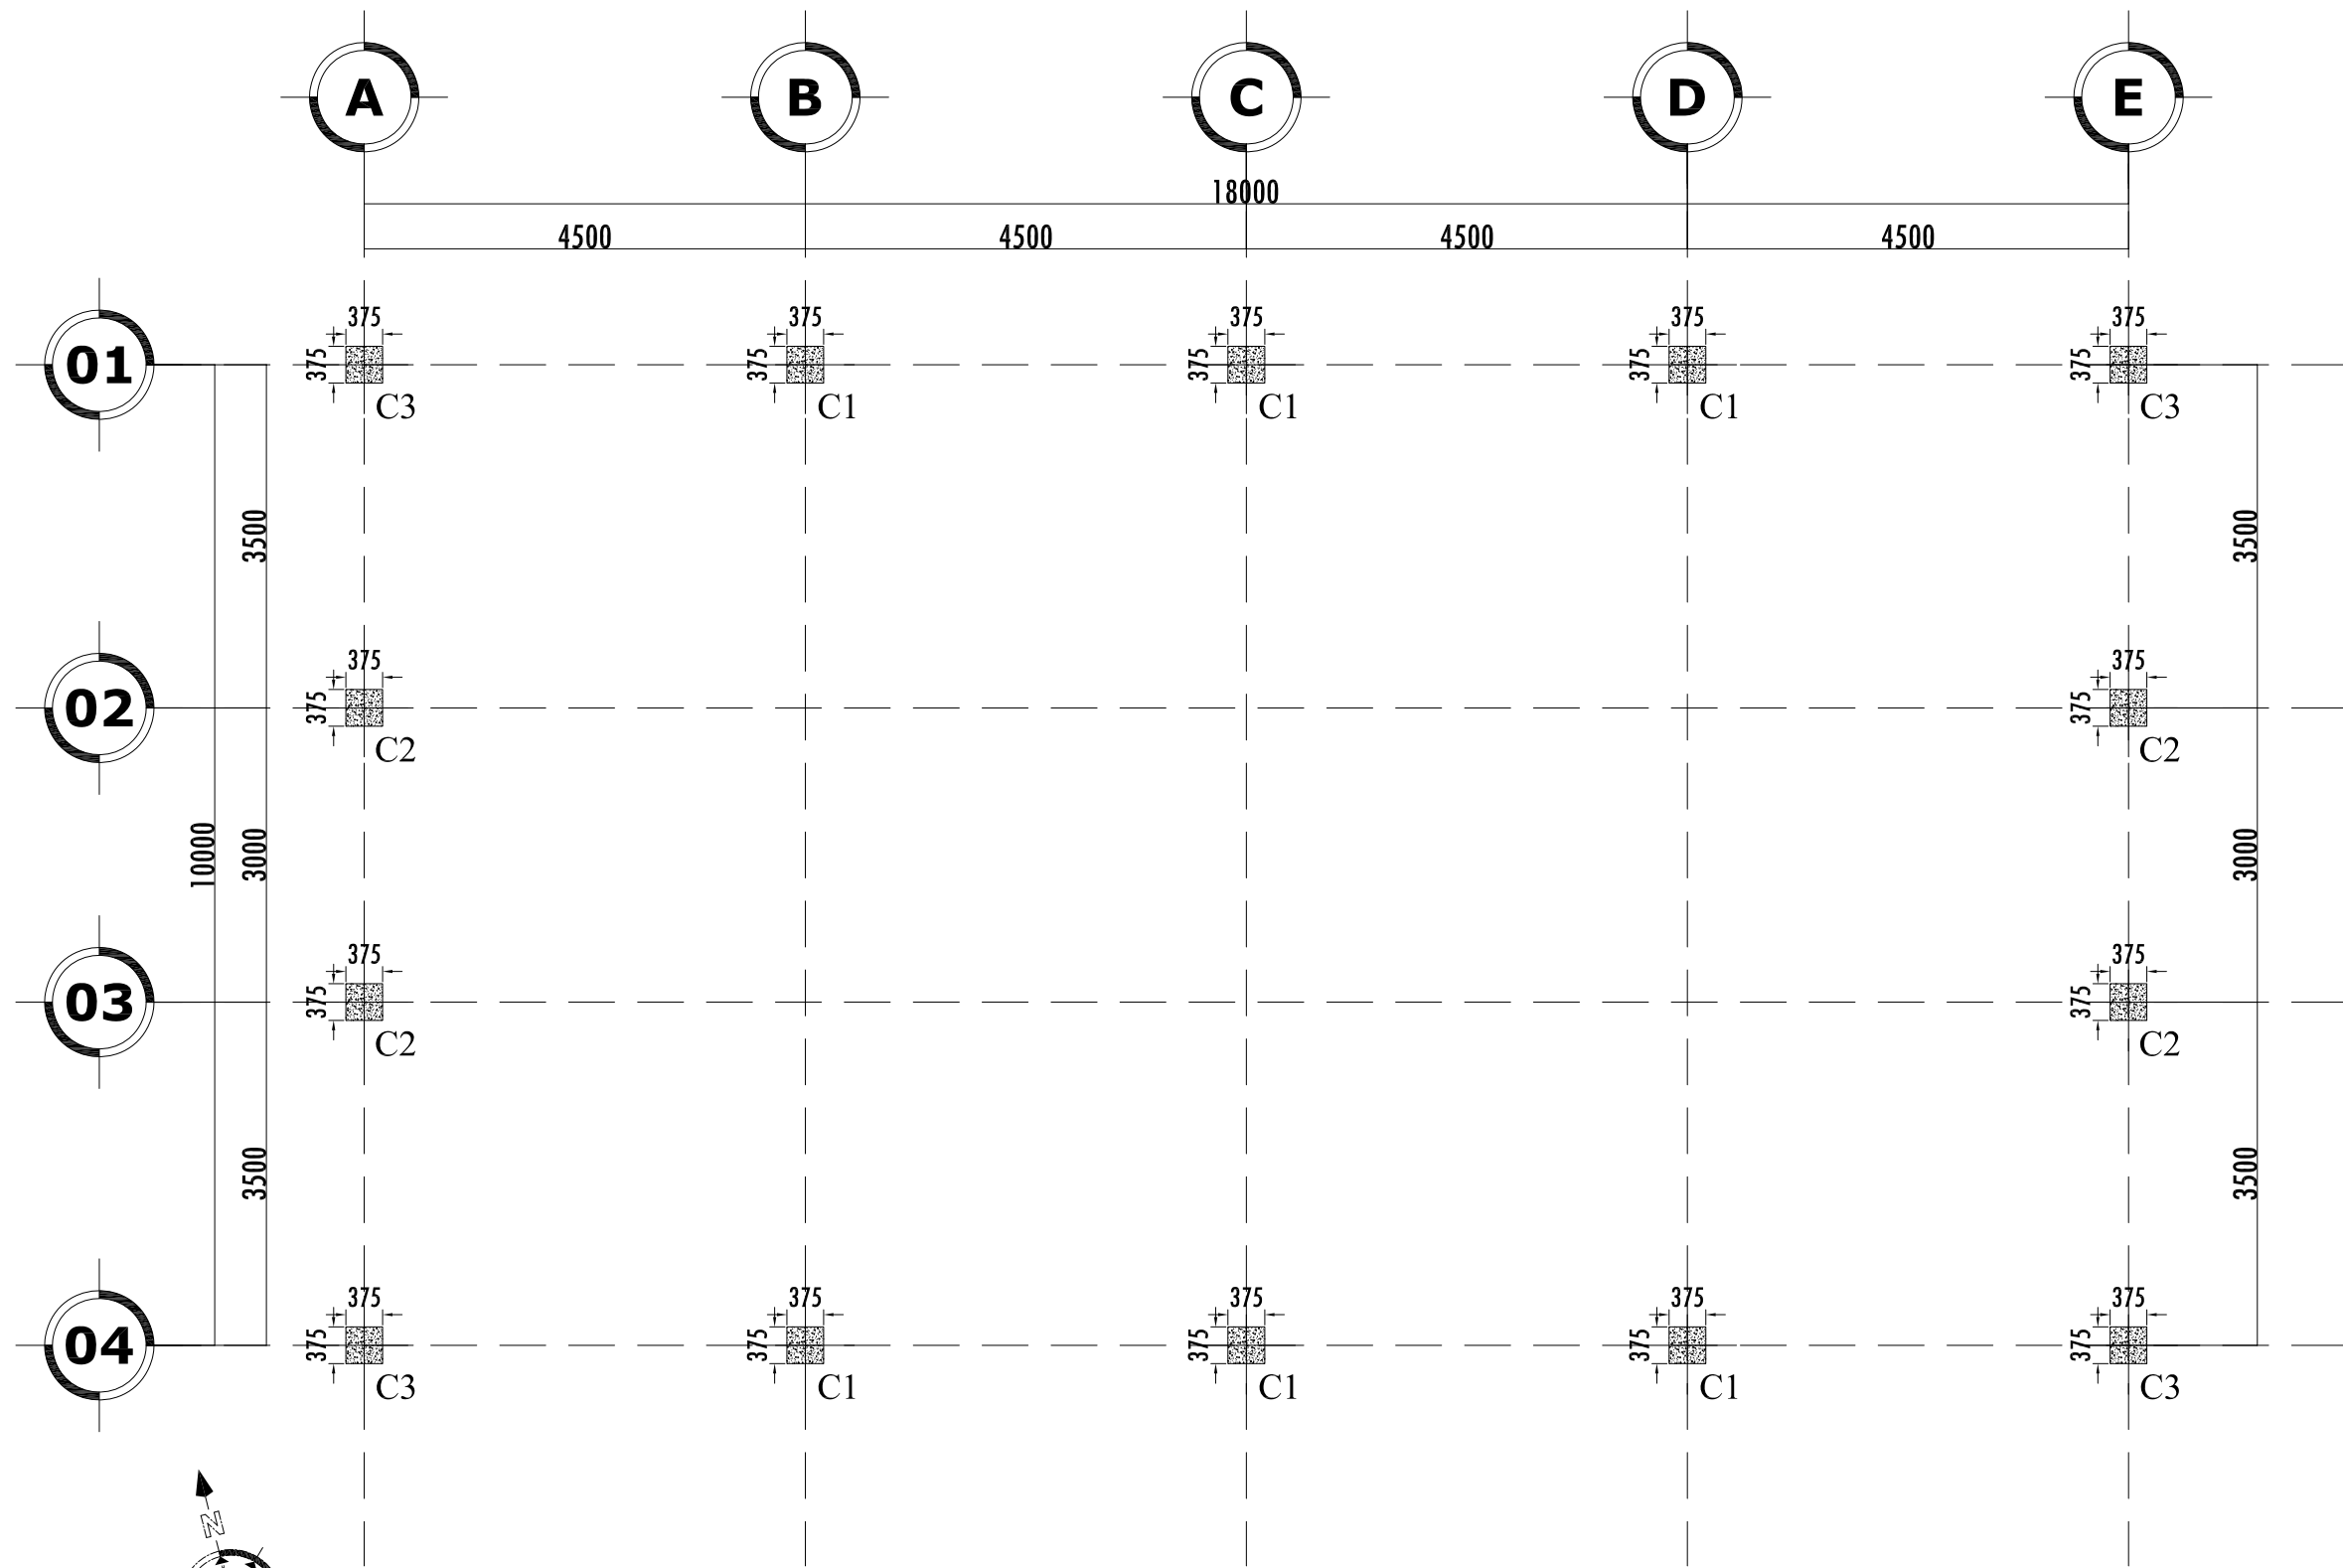 A B C D E
18000
4500 4500 4500 4500
375 375 375 375 375
01 375 375 375 375 375
C3 C1 C1 C1 C3
3500 3500
375 375
02 375 375
C2 C2
10000 3000 3000
375 375
03 375 375
C2 C2
3500 3500
375 375 375 375 375
04 375 375 375 375 375
C3 C1 C1 C1 C3
N